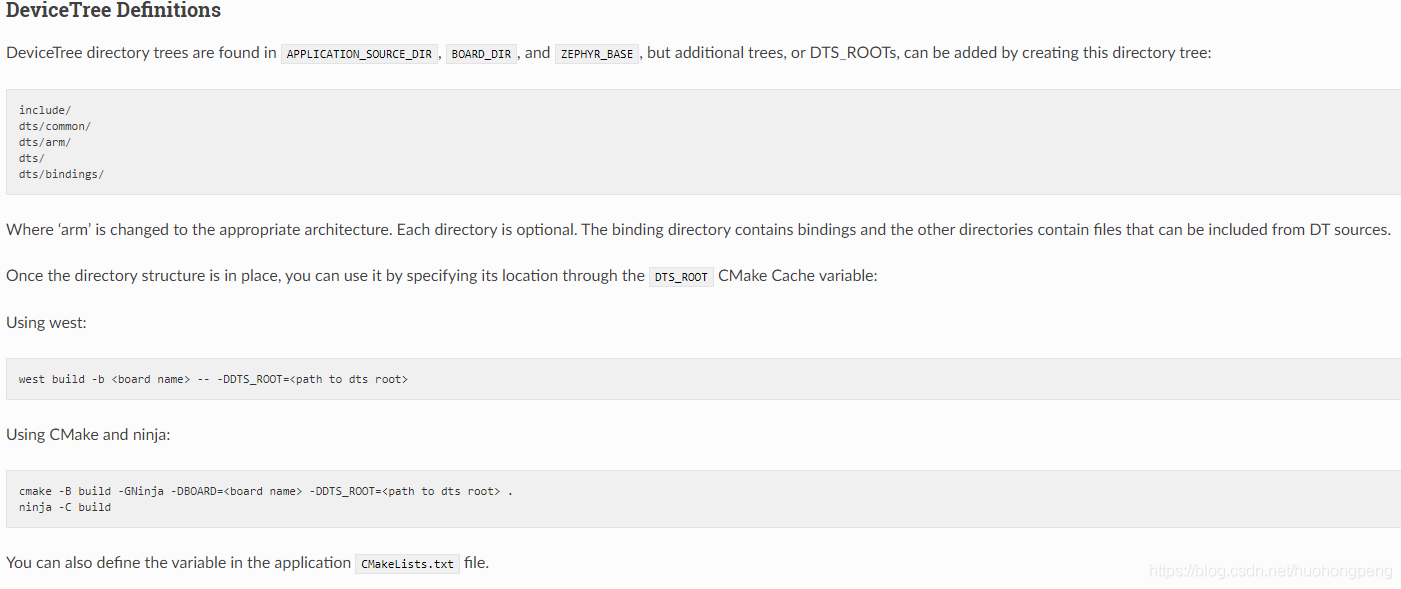 DeviceTree Definitions
DeviceTree directory trees are found in APPLICATION_SOURCE_DIR, BOARD_DIR, and ZEPHYR_BASE, but additional trees, or DTS_ROOTs, can be added by creating this directory tree:
include/
dts/common/
dts/arm/
dts/
dts/bindings/
Where ‘arm’ is changed to the appropriate architecture. Each directory is optional. The binding directory contains bindings and the other directories contain files that can be included from DT sources.
Once the directory structure is in place, you can use it by specifying its location through the DTS_ROOT CMake Cache variable:
Using west:
west build -b <board name> -- -DDTS_ROOT=<path to dts root>
Using CMake and ninja:
cmake -B build -GNinja -DBOARD=<board name> -DDTS_ROOT=<path to dts root> .
ninja -C build
You can also define the variable in the application CMakeLists.txt file.
https://blog.csdn.net/huohongpeng